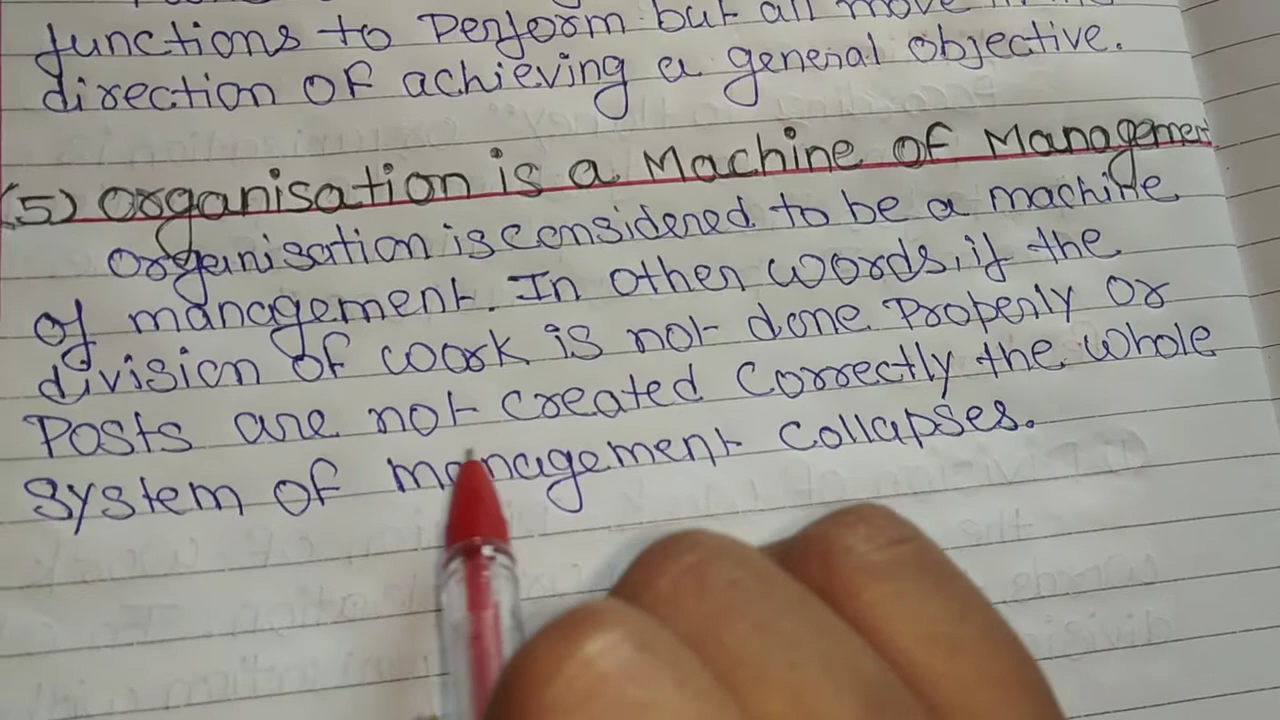 functions to Perform but all move in the
direction OF achieving a general objective.
(5) Organisation is a Machine OF Management
Organisation is considered to be a machine
of management. In other words, if the
division of work is not done Properly or
Posts are not created Correctly the whole
System of management Collapses.